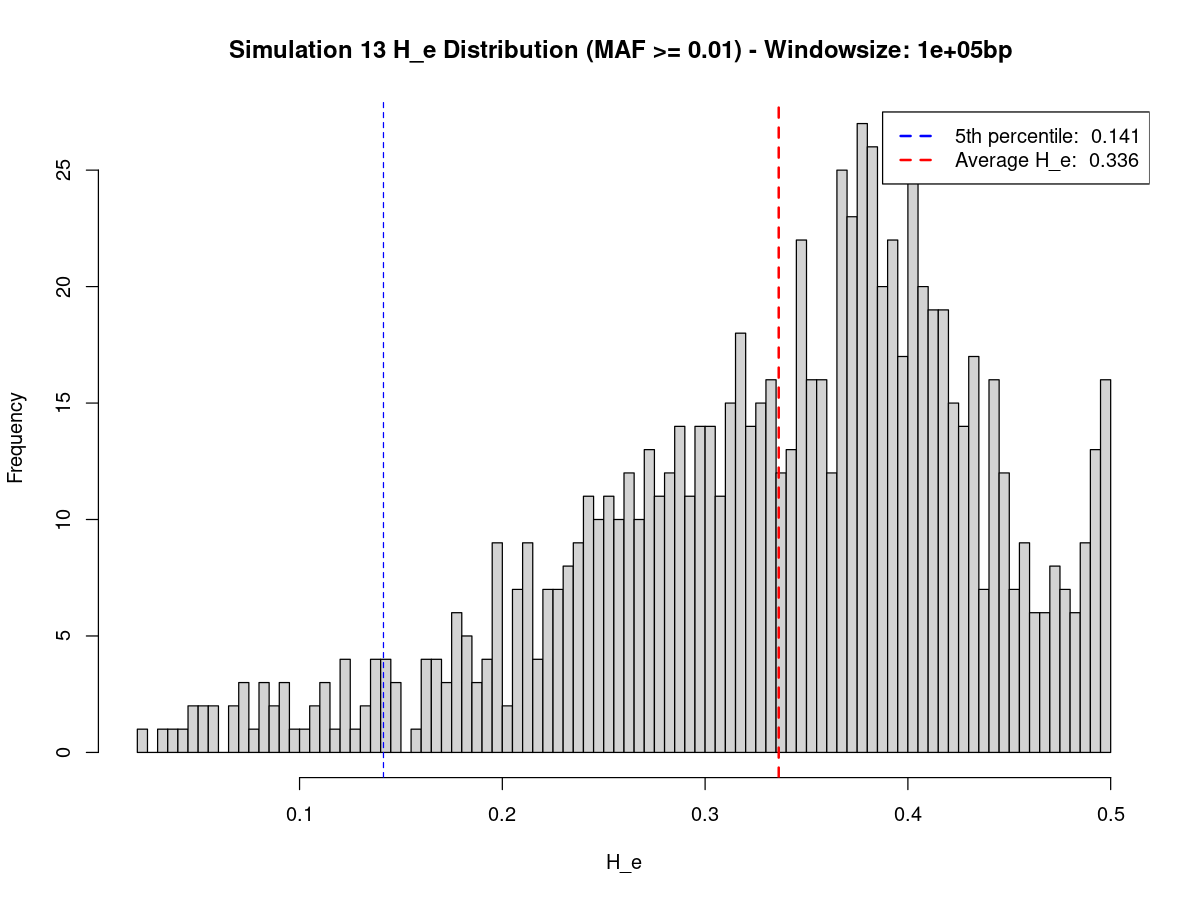 Simulation 13 H_e Distribution (MAF >= 0.01) - Windowsize: 1e+05bp
5th percentile: 0.141
Average H_e: 0.336
Frequency
25
20
15
10
5
0
0.1 0.2 0.3 0.4 0.5
H_e